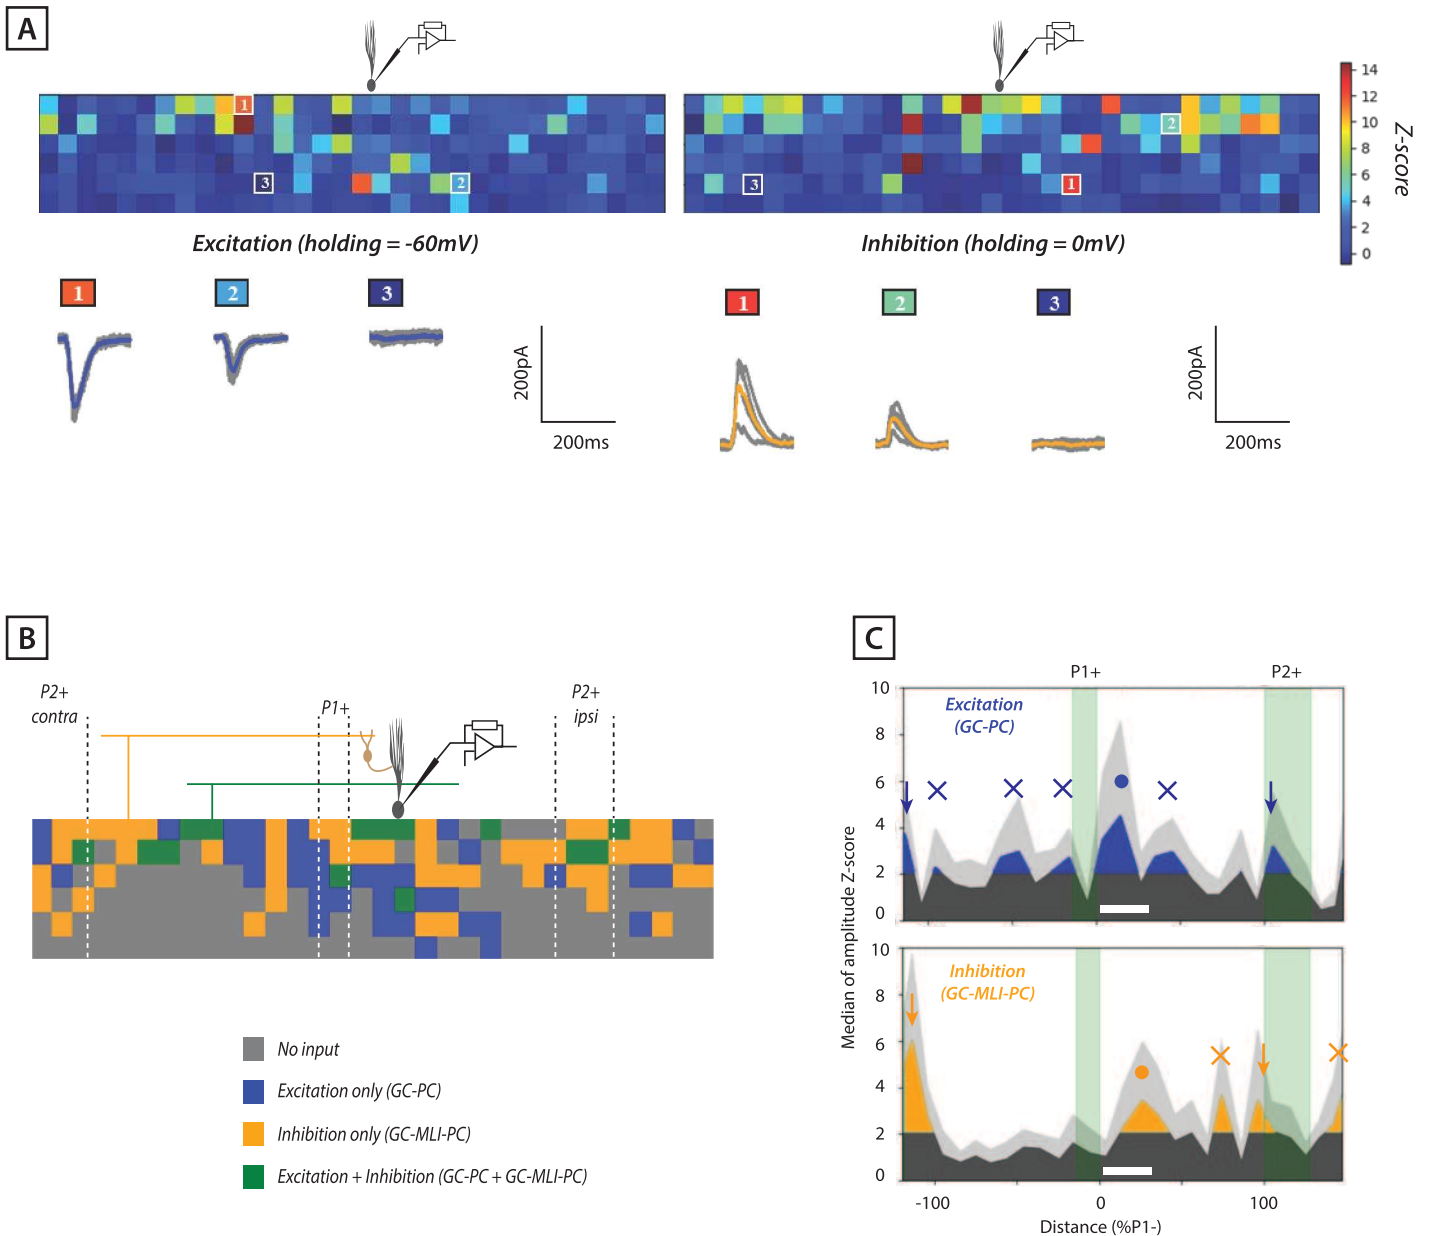 A
1
3
2
2
3
1
14
12
10
8
6
4
2
0
Z-score
Excitation (holding = -60mV)
Inhibition (holding = 0mV)
1
2
3
200pA
200ms
1
2
3
200pA
200ms
B
P2+
contra
P1+
P2+
ipsi
No input
Excitation only (GC-PC)
Inhibition only (GC-MLI-PC)
Excitation + Inhibition (GC-PC + GC-MLI-PC)
C
P1+
P2+
10
8
6
4
2
0
Excitation
(GC-PC)
Median of amplitude Z-score
10
8
6
4
2
0
Inhibition
(GC-MLI-PC)
-100
0
100
Distance (%P1-)